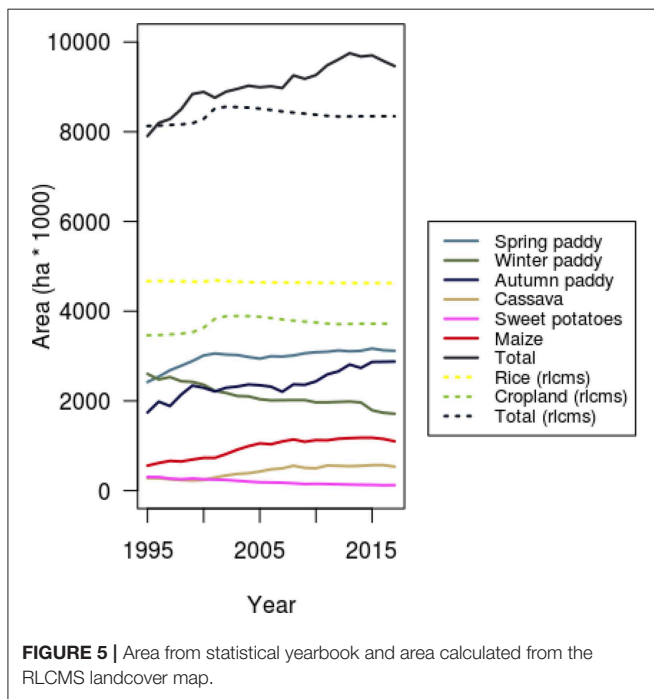 10000
8000
6000
4000
2000
0
Area (ha * 1000)
1995
2005
2015
Year
Spring paddy
Winter paddy
Autumn paddy
Cassava
Sweet potatoes
Maize
Total
Rice (rlcms)
Cropland (rlcms)
Total (rlcms)
FIGURE 5 | Area from statistical yearbook and area calculated from the
RLCMS landcover map.